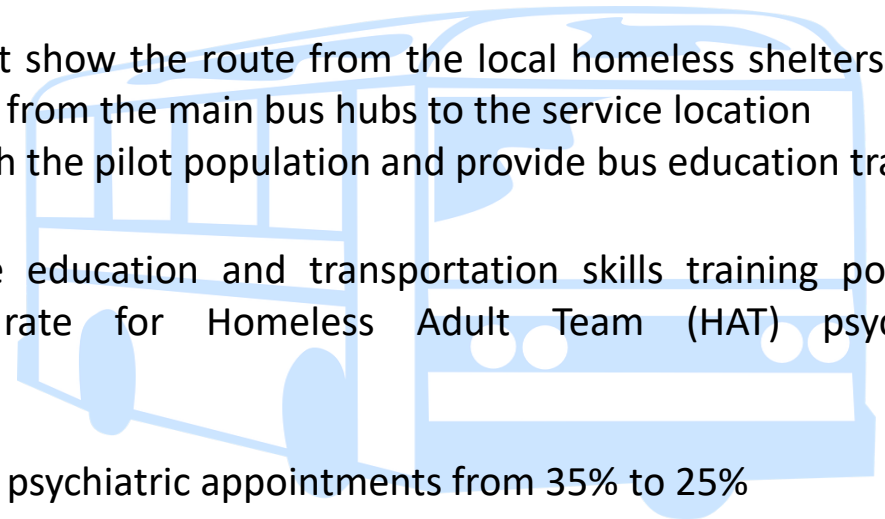 t show the route from the local homeless shelters
from the main bus hubs to the service location
h the pilot population and provide bus education tra
e education and transportation skills training po
rate for Homeless Adult Team (HAT) psyc
psychiatric appointments from 35% to 25%